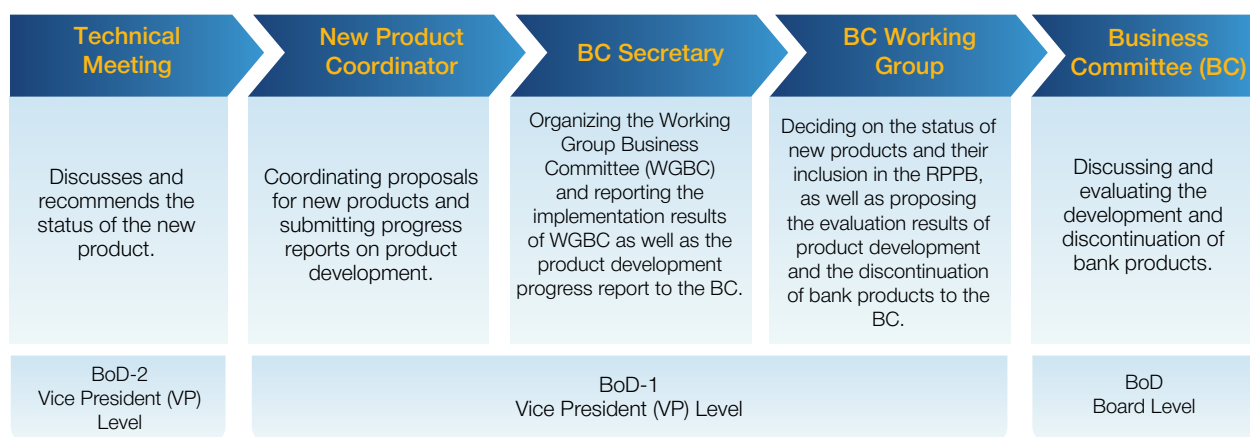 Technical
Meeting
New Product
Coordinator
BC Secretary
BC Working
Group
Business
Committee (BC)
Discusses and
recommends the
status of the new
product.
Coordinating proposals
for new products and
submitting progress
reports on product
development.
Organizing the Working
Group Business
Committee (WGBC)
and reporting the
implementation results
of WGBC as well as the
product development
progress report to the BC.
Deciding on the status of
new products and their
inclusion in the RPPB,
as well as proposing
the evaluation results of
product development
and the discontinuation
of bank products to the
BC.
Discussing and
evaluating the
development and
discontinuation of
bank products.
BoD-2
Vice President (VP)
Level
BoD-1
Vice President (VP) Level
BoD
Board Level